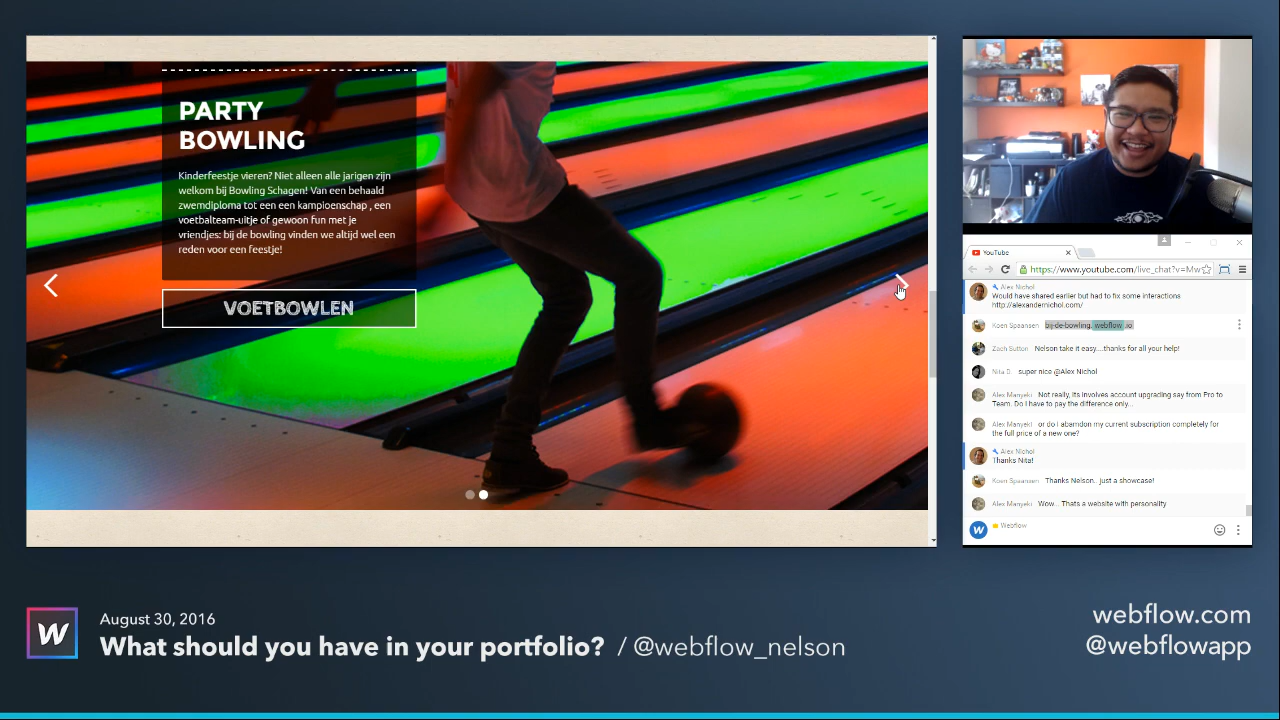 PARTY
BOWLING
Kinderfeestje vieren? Niet alleen alle jarigen zijn
welkom bij Bowling Schagen! Van een behaald
zwemdiploma tot een een kampioenschap , een
voetbalteam-uitje of gewoon fun met je
vriendjes: bij de bowling vinden we altijd wel een
reden voor een feestje!
VOETBOWLEN
YouTube
https://www.youtube.com/live_chat?v=Mw
Alex Nichol
Would have shared earlier but had to fix some interactions
http://alexandernichol.com/
Koen Spaansen bij-de-bowling.webflow.io
Zach Sutton Nelson take it easy....thanks for all your help!
Nita D. super nice @Alex Nichol
Alex Manyeki Not really, its involves account upgrading say from Pro to
Team. Do I have to pay the difference only...
Alex Manyeki or do I abamdon my current subscription completely for
the full price of a new one?
Alex Nichol
Thanks Nita!
Koen Spaansen Thanks Nelson.. just a showcase!
Alex Manyeki Wow... Thats a website with personality
W
Webflow
W
August 30, 2016
What should you have in your portfolio? / @webflow_nelson
webflow.com
@webflowapp